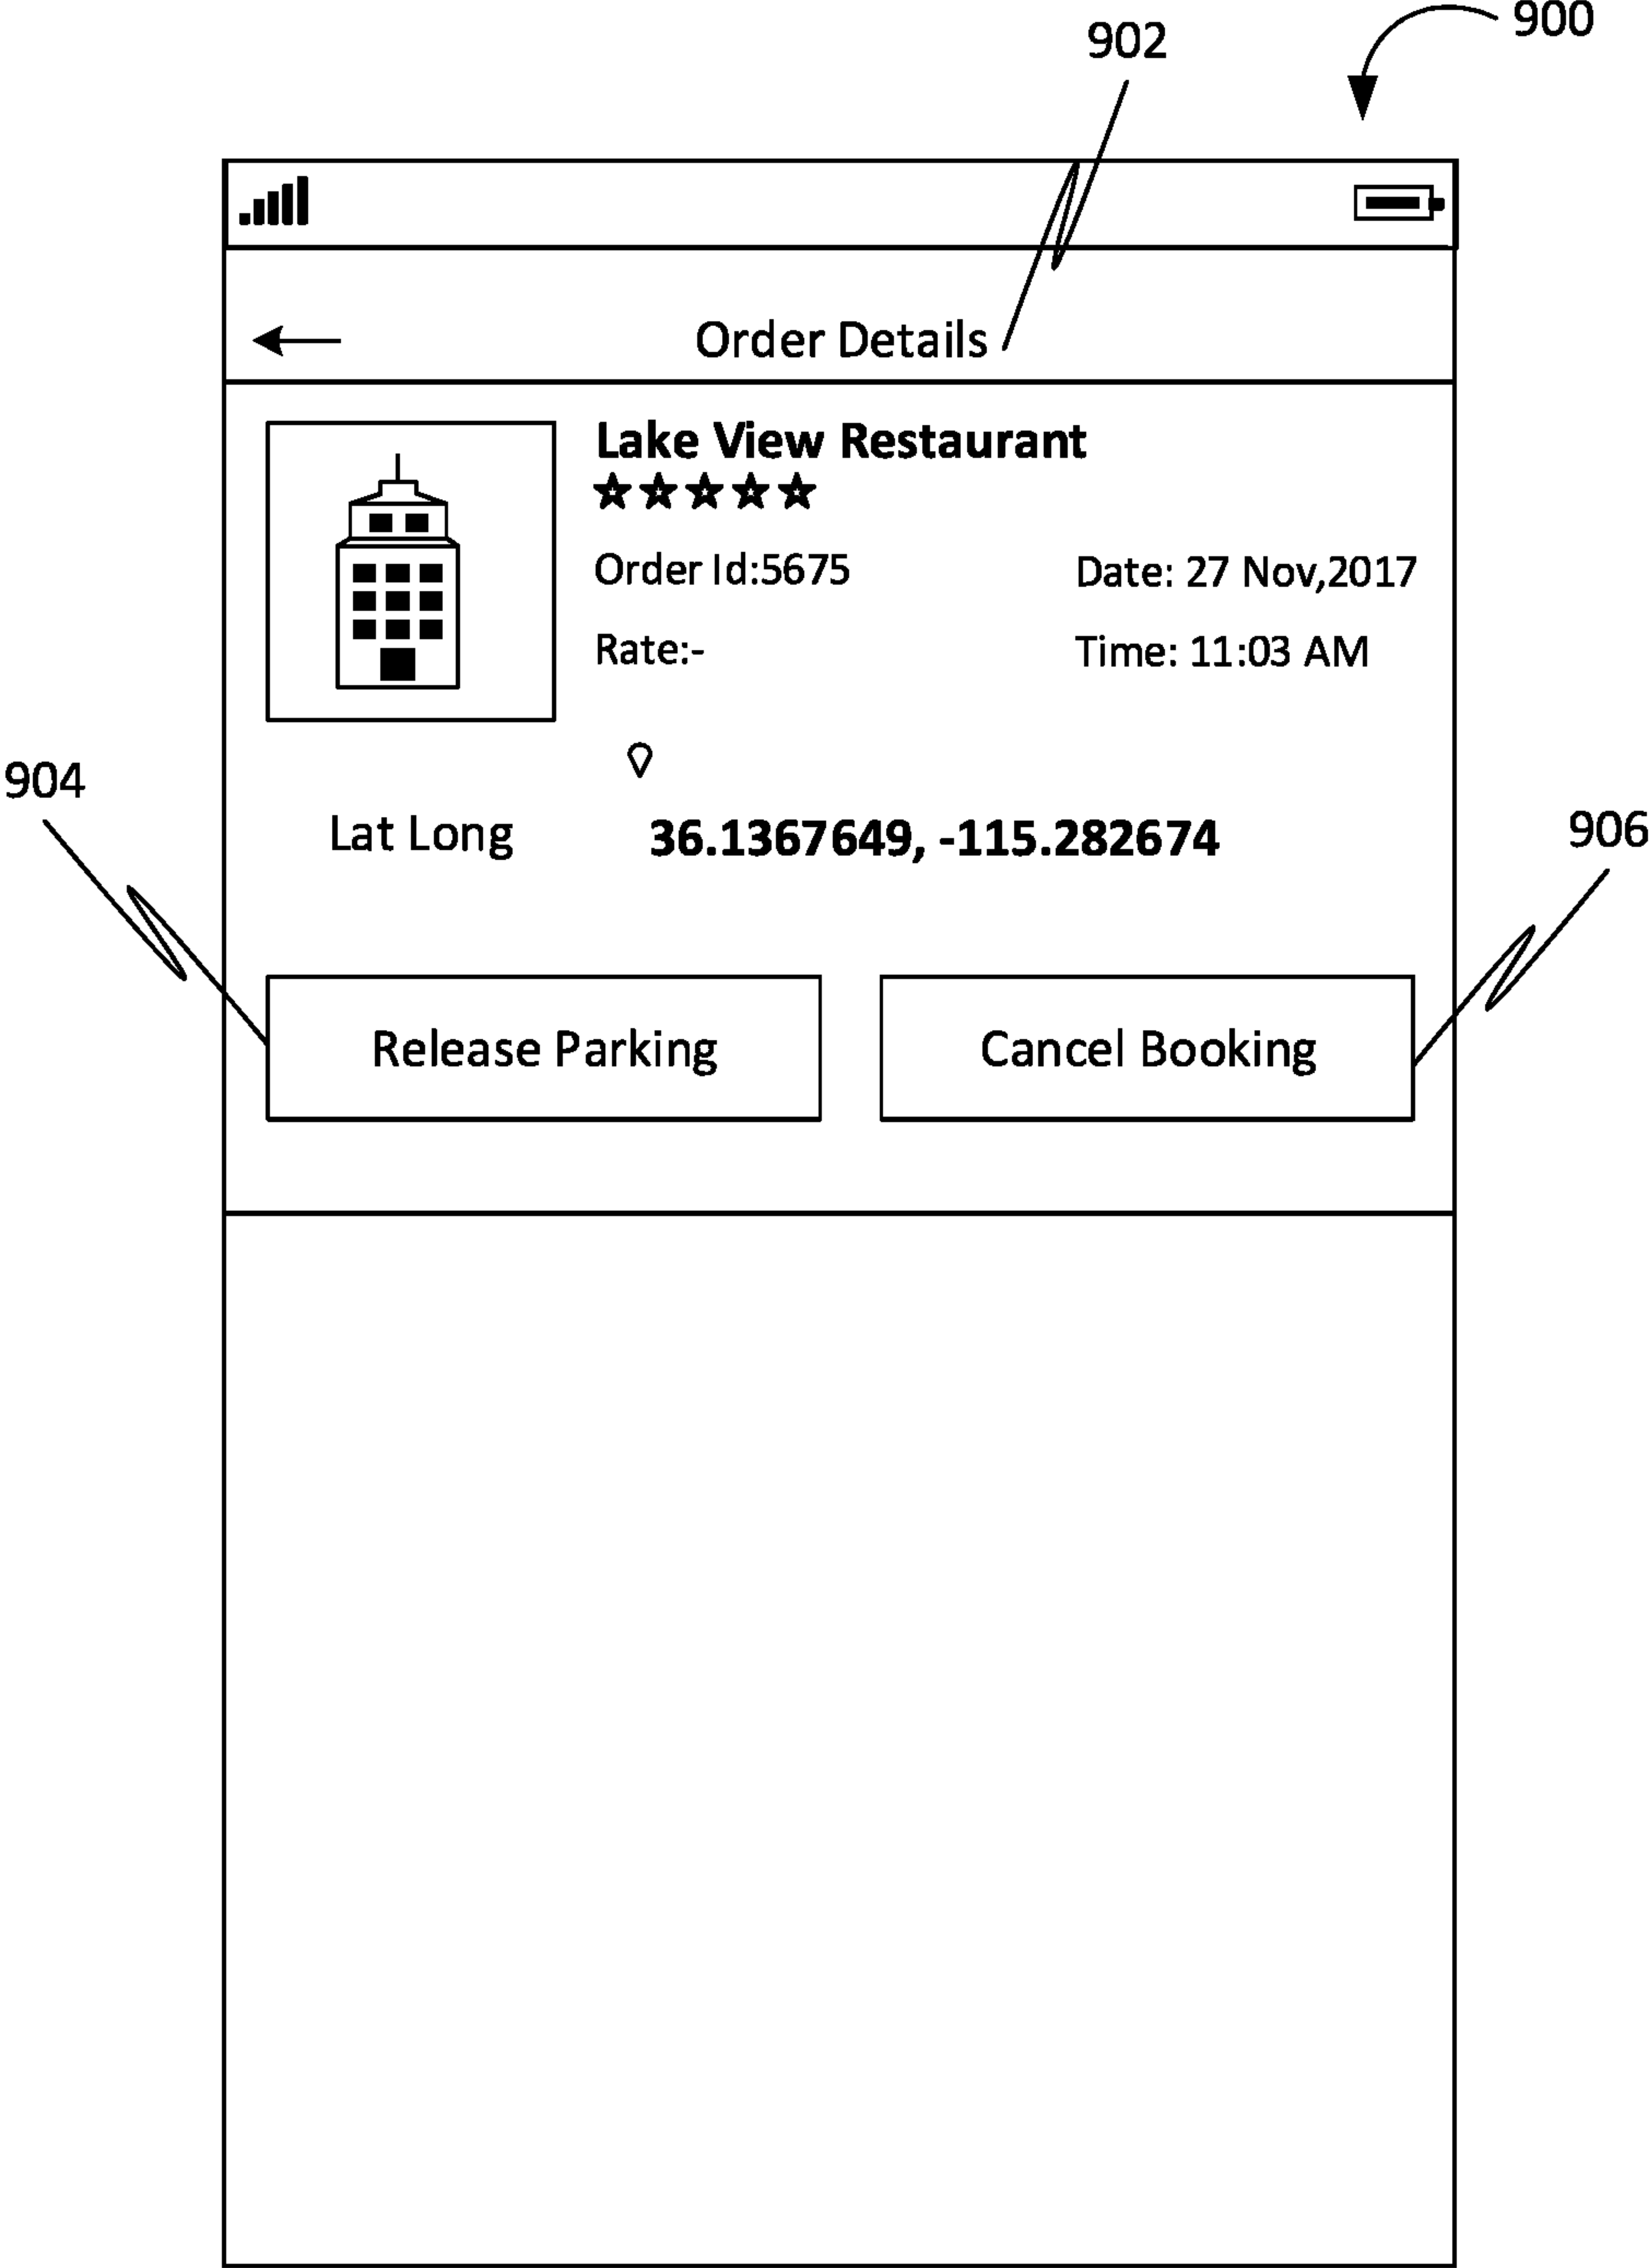 900
902
Order Details
Lake View Restaurant
Order Id:5675 Date: 27 Nov,2017
Rate:- Time: 11:03 AM
904
Lat Long 36.1367649, -115.282674
906
Release Parking Cancel Booking